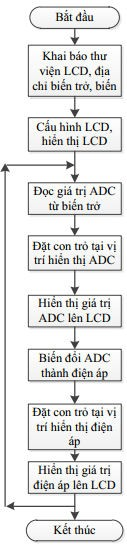 Bắt đầu
Khai báo thư
viện LCD, địa
chỉ biến trở, biến
Cấu hình LCD,
hiển thị LCD
Đọc giá trị ADC
từ biến trở
Đặt con trỏ tại vị
trí hiển thị ADC
Hiển thị giá trị
ADC lên LCD
Biến đổi ADC
thành điện áp
Đặt con trỏ tại vị
trí hiển thị điện
áp
Hiển thị giá trị
điện áp lên LCD
Kết thúc